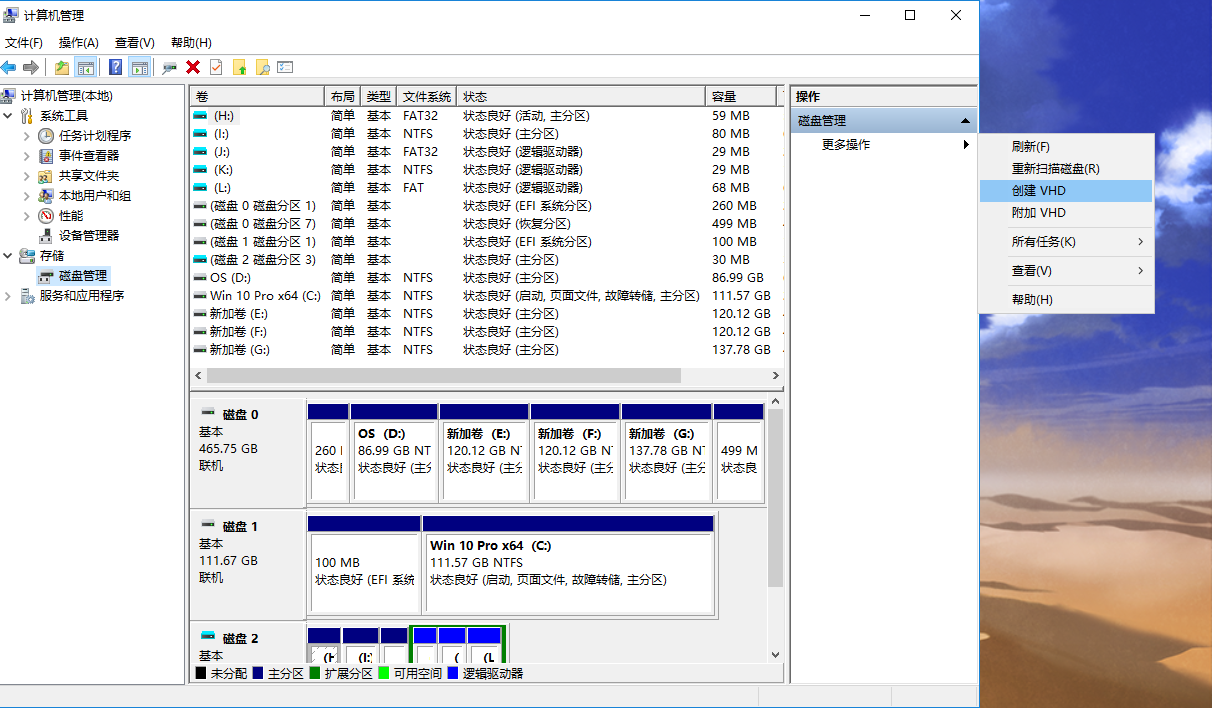 计算机管理
文件(F) 操作(A) 查看(V) 帮助(H)
计算机管理(本地)
系统工具
任务计划程序
事件查看器
共享文件夹
本地用户和组
性能
设备管理器
存储
磁盘管理
服务和应用程序
卷 布局 类型 文件系统 状态 容量
(H:) 简单 基本 FAT32 状态良好 (活动, 主分区) 59 MB
(I:) 简单 基本 NTFS 状态良好 (主分区) 80 MB
(J:) 简单 基本 FAT32 状态良好 (逻辑驱动器) 29 MB
(K:) 简单 基本 NTFS 状态良好 (逻辑驱动器) 29 MB
(L:) 简单 基本 FAT 状态良好 (逻辑驱动器) 68 MB
(磁盘 0 磁盘分区 1) 简单 基本 状态良好 (EFI 系统分区) 260 MB
(磁盘 0 磁盘分区 7) 简单 基本 状态良好 (恢复分区) 499 MB
(磁盘 1 磁盘分区 1) 简单 基本 状态良好 (EFI 系统分区) 100 MB
(磁盘 2 磁盘分区 3) 简单 基本 状态良好 (主分区) 30 MB
OS (D:) 简单 基本 NTFS 状态良好 (主分区) 86.99 GB
Win 10 Pro x64 (C:) 简单 基本 NTFS 状态良好 (启动, 页面文件, 故障转储, 主分区) 111.57 GB
新加卷 (E:) 简单 基本 NTFS 状态良好 (主分区) 120.12 GB
新加卷 (F:) 简单 基本 NTFS 状态良好 (主分区) 120.12 GB
新加卷 (G:) 简单 基本 NTFS 状态良好 (主分区) 137.78 GB
磁盘 0
基本
465.75 GB
联机
260
状态
OS (D:)
86.99 GB NT
状态良好 (主分
新加卷 (E:)
120.12 GB N
状态良好 (主分
新加卷 (F:)
120.12 GB N
状态良好 (主分
新加卷 (G:)
137.78 GB N
状态良好 (主分
499 M
状态良
磁盘 1
基本
111.67 GB
联机
100 MB
状态良好 (EFI 系统
Win 10 Pro x64 (C:)
111.57 GB NTFS
状态良好 (启动, 页面文件, 故障转储, 主分区)
磁盘 2
基本
(I:) ( (L
未分配 主分区 扩展分区 可用空间 逻辑驱动器
操作
磁盘管理
更多操作
刷新(F)
重新扫描磁盘(R)
创建 VHD
附加 VHD
所有任务(K)
查看(V)
帮助(H)